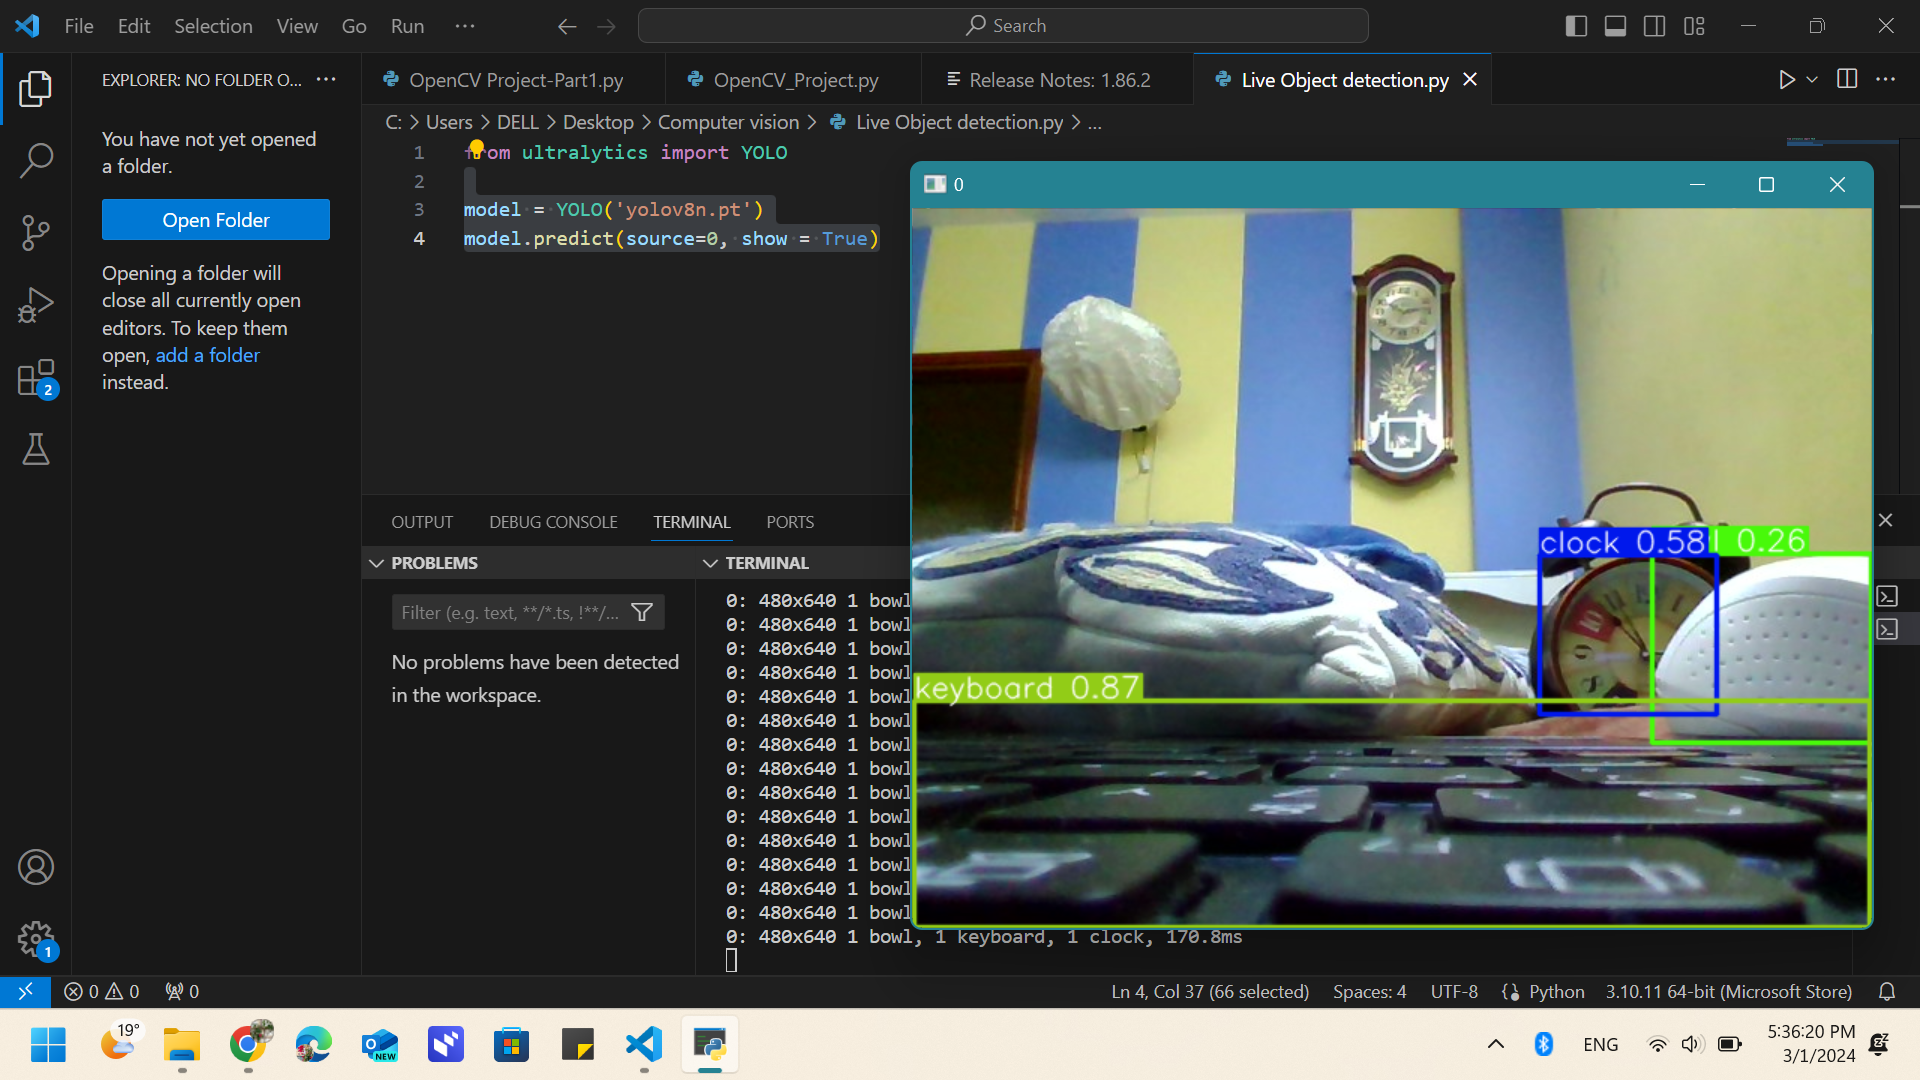 File Edit Selection View Go Run ··· Search
EXPLORER: NO FOLDER O... ···
OpenCV Project-Part1.py OpenCV_Project.py Release Notes: 1.86.2 Live Object detection.py
C: > Users > DELL > Desktop > Computer vision > Live Object detection.py > ...
You have not yet opened
a folder.
Open Folder
Opening a folder will
close all currently open
editors. To keep them
open, add a folder
instead.
2
1
1 from ultralytics import YOLO
2
3 model = YOLO('yolov8n.pt')
4 model.predict(source=0, show = True)
0
clock 0.58
l 0.26
keyboard 0.87
OUTPUT DEBUG CONSOLE TERMINAL PORTS
PROBLEMS
Filter (e.g. text, **/*.ts, !**/...
No problems have been detected
in the workspace.
TERMINAL
0: 480x640 1 bowl
0: 480x640 1 bowl
0: 480x640 1 bowl
0: 480x640 1 bowl
0: 480x640 1 bowl
0: 480x640 1 bowl
0: 480x640 1 bowl
0: 480x640 1 bowl
0: 480x640 1 bowl
0: 480x640 1 bowl
0: 480x640 1 bowl
0: 480x640 1 bowl
0: 480x640 1 bowl
0: 480x640 1 bowl
0: 480x640 1 bowl, 1 keyboard, 1 clock, 170.8ms
0 0 0 Ln 4, Col 37 (66 selected) Spaces: 4 UTF-8 Python 3.10.11 64-bit (Microsoft Store)
19° NEW ENG 5:36:20 PM
3/1/2024